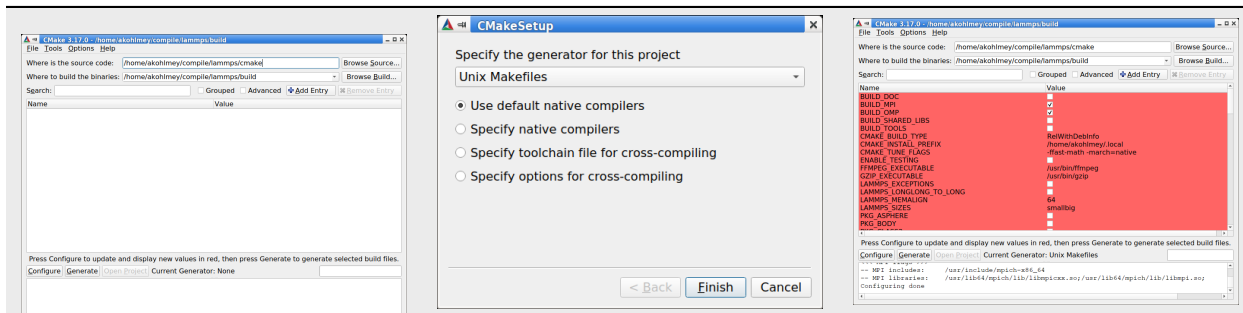 CMake 3.17.0 - /home/akohlmey/compile/lammps/build
File Tools Options Help
Where is the source code: /home/akohlmey/compile/lammps/cmake Browse Source...
Where to build the binaries: /home/akohlmey/compile/lammps/build Browse Build...
Search: Grouped Advanced Add Entry Remove Entry
Name Value
Press Configure to update and display new values in red, then press Generate to generate selected build files.
Configure Generate Open Project Current Generator: None
CMakeSetup
Specify the generator for this project
Unix Makefiles
Use default native compilers
Specify native compilers
Specify toolchain file for cross-compiling
Specify options for cross-compiling
< Back Finish Cancel
CMake 3.17.0 - /home/akohlmey/compile/lammps/build
File Tools Options Help
Where is the source code: /home/akohlmey/compile/lammps/cmake Browse Source...
Where to build the binaries: /home/akohlmey/compile/lammps/build Browse Build...
Search: Grouped Advanced Add Entry Remove Entry
Name Value
BUILD_DOC
BUILD_MPI
BUILD_OMP
BUILD_SHARED_LIBS
BUILD_TOOLS
CMAKE_BUILD_TYPE RelWithDebInfo
CMAKE_INSTALL_PREFIX /home/akohlmey/.local
CMAKE_TUNE_FLAGS -ffast-math -march=native
ENABLE_TESTING
FFMPEG_EXECUTABLE /usr/bin/ffmpeg
GZIP_EXECUTABLE /usr/bin/gzip
LAMMPS_EXCEPTIONS
LAMMPS_LONGLONG_TO_LONG
LAMMPS_MEMALIGN 64
LAMMPS_SIZES smallbig
PKG_ASPHERE
PKG_BODY
Press Configure to update and display new values in red, then press Generate to generate selected build files.
Configure Generate Open Project Current Generator: Unix Makefiles
-- MPI includes: /usr/include/mpich-x86_64
-- MPI libraries: /usr/lib64/mpich/lib/libmpicxx.so;/usr/lib64/mpich/lib/libmpi.so;
Configuring done